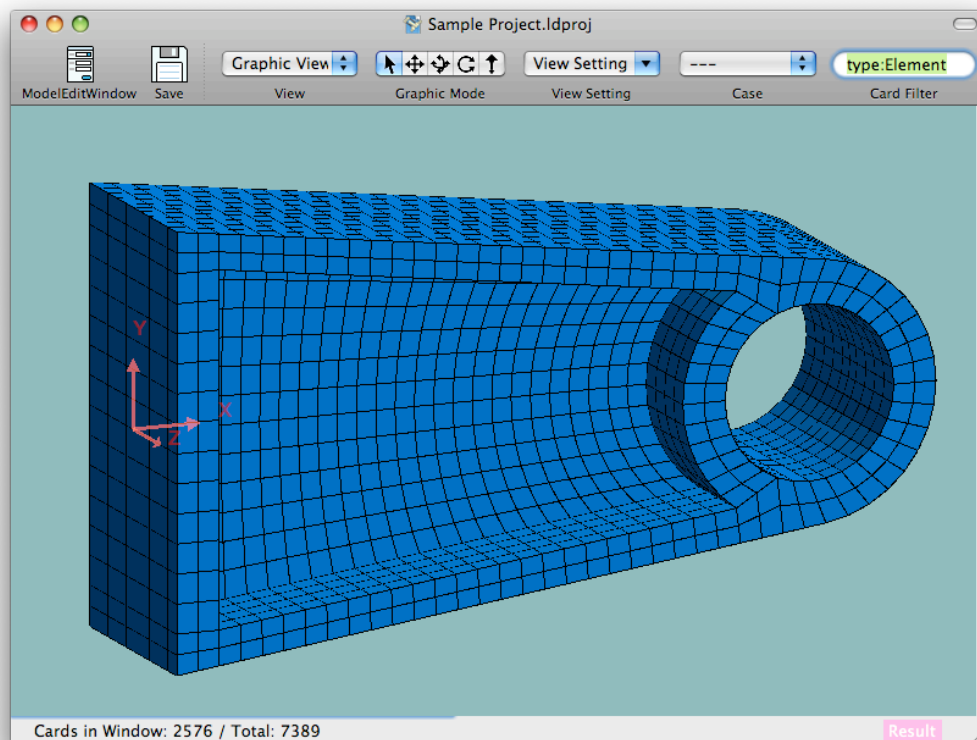 Sample Project.ldproj
Graphic View
View Setting
---
type:Element
ModelEditWindow
Save
View
Graphic Mode
View Setting
Case
Card Filter
Y
X
Z
Cards in Window: 2576 / Total: 7389
Result